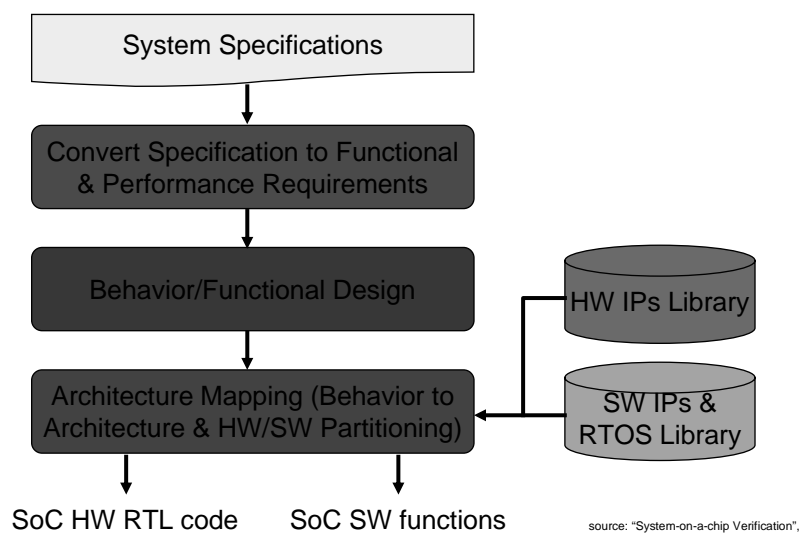 System Specifications
Convert Specification to Functional
& Performance Requirements
Behavior/Functional Design
HW IPs Library
Architecture Mapping (Behavior to
Architecture & HW/SW Partitioning)
SW IPs &
RTOS Library
SoC HW RTL code
SoC SW functions
source: “System-on-a-chip Verification”,